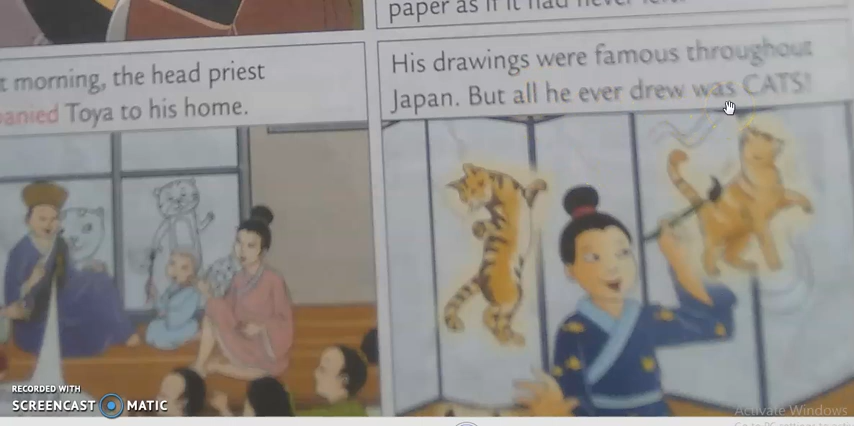 paper as if it had never
t morning, the head priest
anied Toya to his home.
His drawings were famous throughout
Japan. But all he ever drew was CATS!
RECORDED WITH
SCREENCAST MATIC
Activate Windows